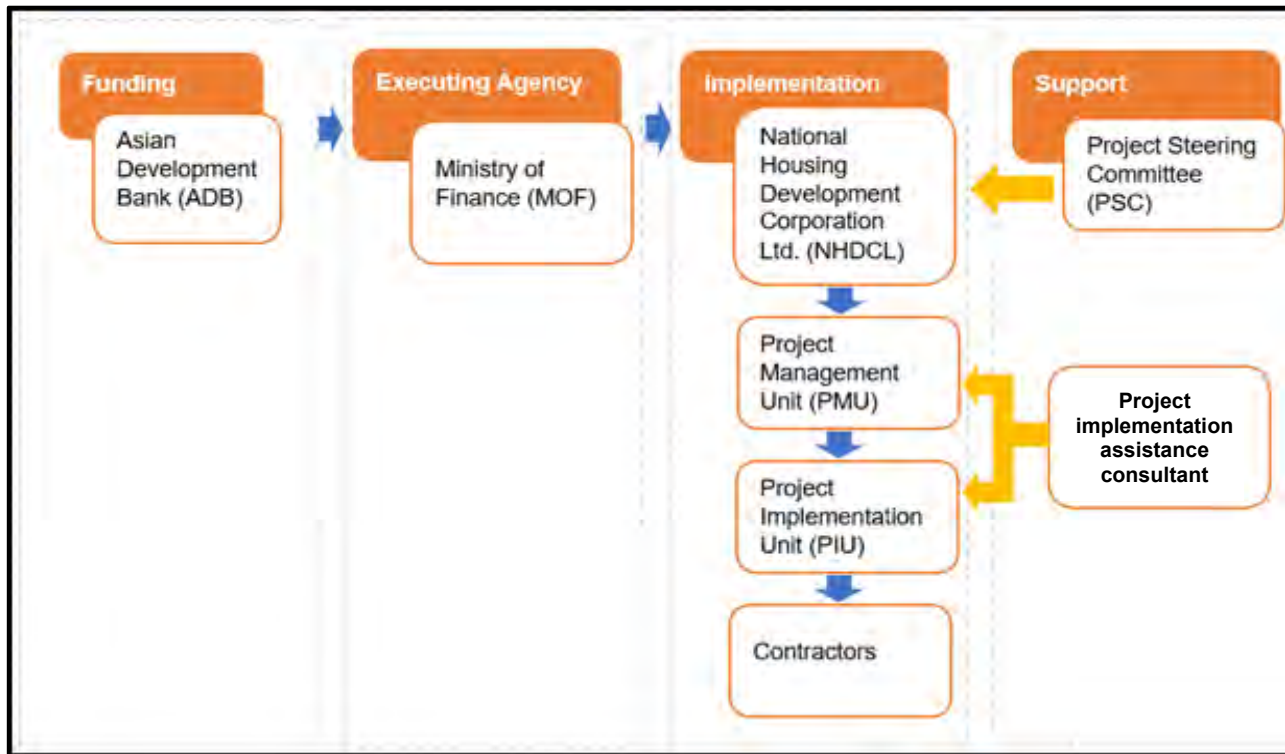 Funding
Asian
Development
Bank (ADB)
Executing Agency
Ministry of
Finance (MOF)
Implementation
National
Housing
Development
Corporation
Ltd. (NHDCL)
Project
Management
Unit (PMU)
Project
Implementation
Unit (PIU)
Contractors
Support
Project Steering
Committee
(PSC)
Project
implementation
assistance
consultant